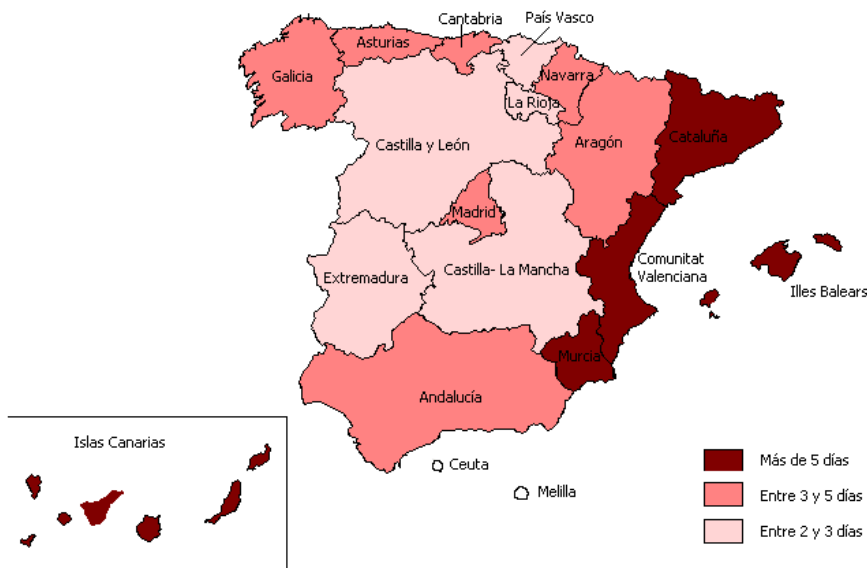 Cantabria
País Vasco
Asturias
Galicia
Navarra
La Rioja
Cataluña
Castilla y León
Aragón
Madrid
Comunitat
Valenciana
Extremadura
Castilla- La Mancha
Illes Balears
Murcia
Andalucía
Islas Canarias
Ceuta
Melilla
Más de 5 días
Entre 3 y 5 días
Entre 2 y 3 días